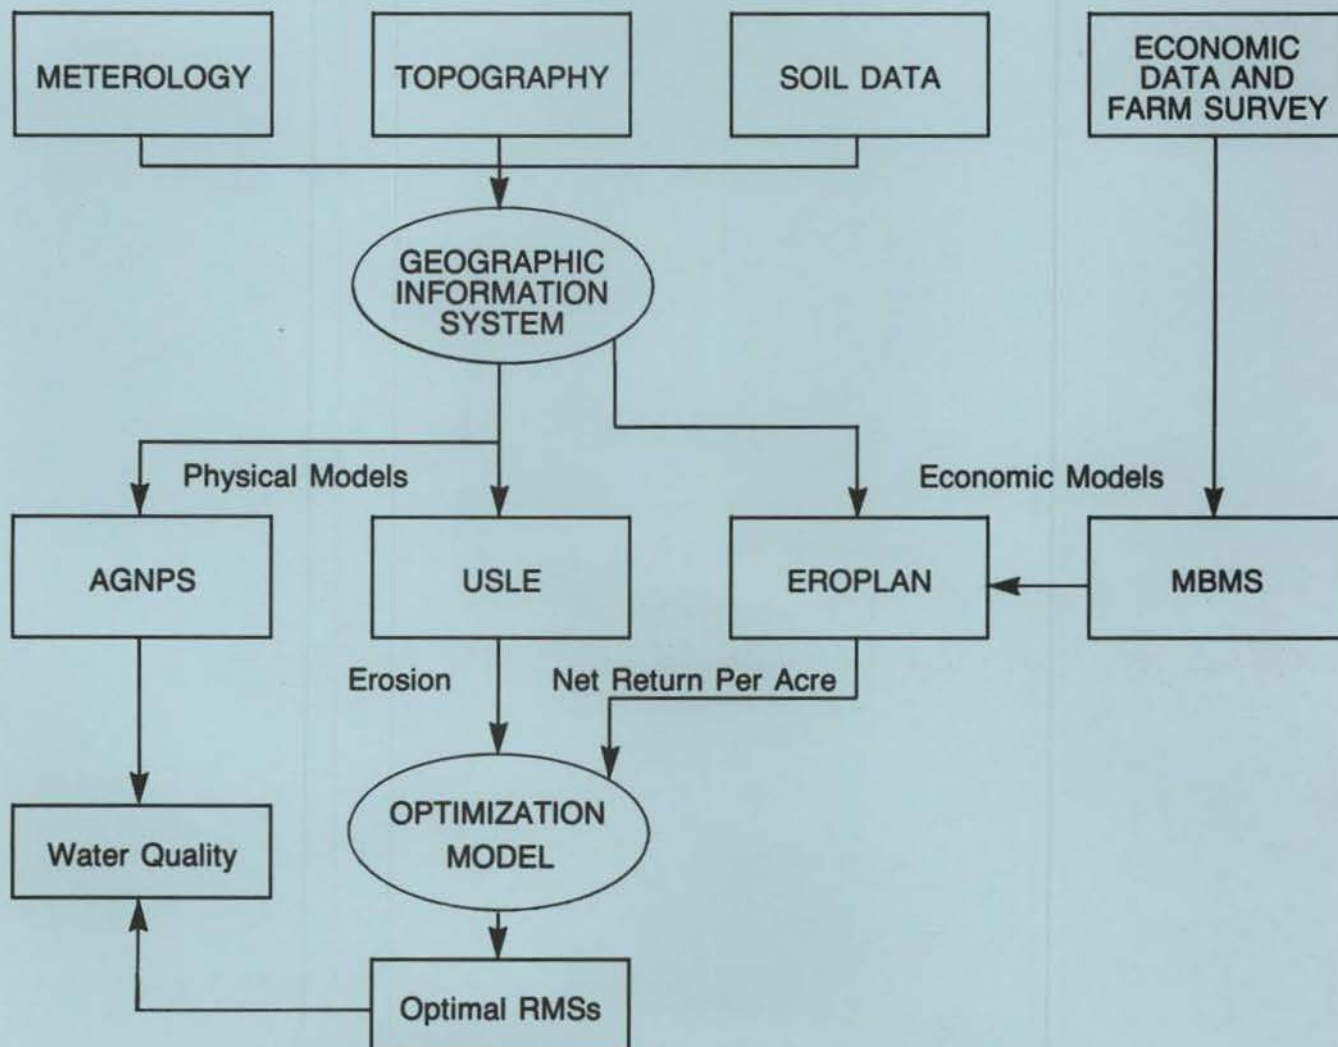 METEROLOGY
TOPOGRAPHY
SOIL DATA
ECONOMIC
DATA AND
FARM SURVEY
GEOGRAPHIC
INFORMATION
SYSTEM
Physical Models
Economic Models
AGNPS
USLE
EROPLAN
MBMS
Erosion
Net Return Per Acre
OPTIMIZATION
MODEL
Water Quality
Optimal RMSs